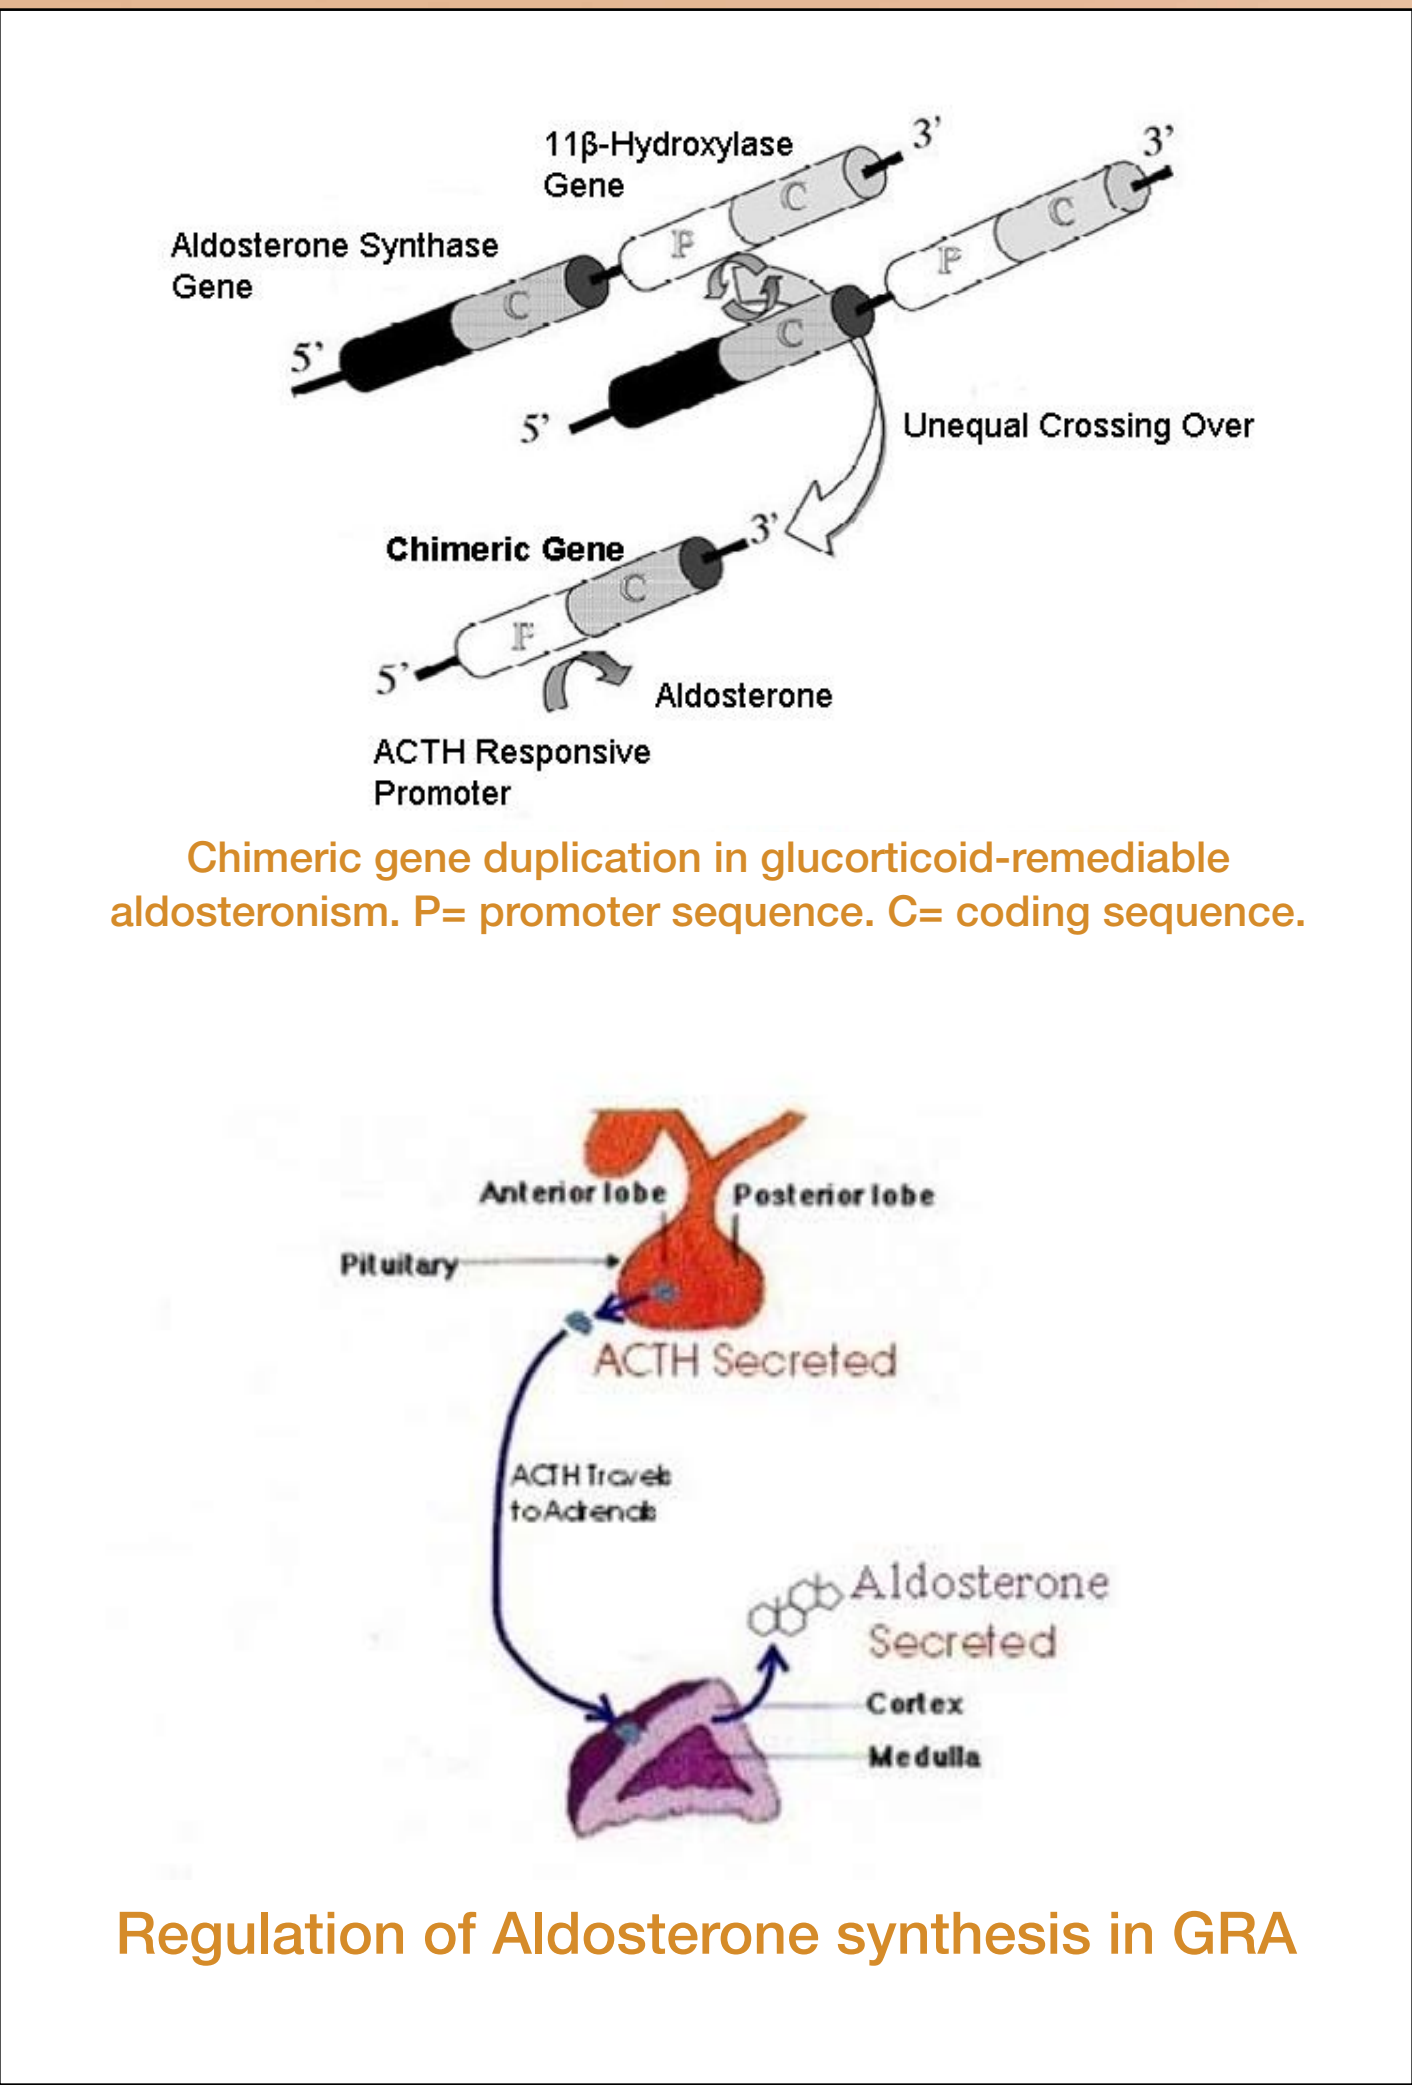 11β-Hydroxylase
Gene
3’
3’
C
P
C
P
Aldosterone Synthase
Gene
C
C
5’
5’
Unequal Crossing Over
Chimeric Gene
3’
C
P
5’
Aldosterone
ACTH Responsive
Promoter
Chimeric gene duplication in glucorticoid-remediable
aldosteronism. P= promoter sequence. C= coding sequence.
Anterior lobe
Posterior lobe
Pituitary
ACTH Secreted
ACTH Travels
to Adrenals
Aldosterone
Secreted
Cortex
Medulla
Regulation of Aldosterone synthesis in GRA